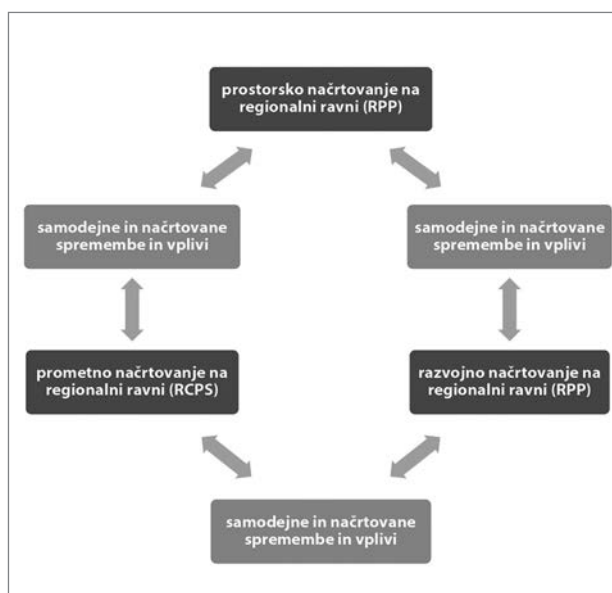 prostorsko načrtovanje na
regionalni ravni (RPP)
samodejne in načrtovane
spremembe in vplivi
samodejne in načrtovane
spremembe in vplivi
prometno načrtovanje na
regionalni ravni (RCPS)
razvojno načrtovanje na
regionalni ravni (RPP)
samodejne in načrtovane
spremembe in vplivi